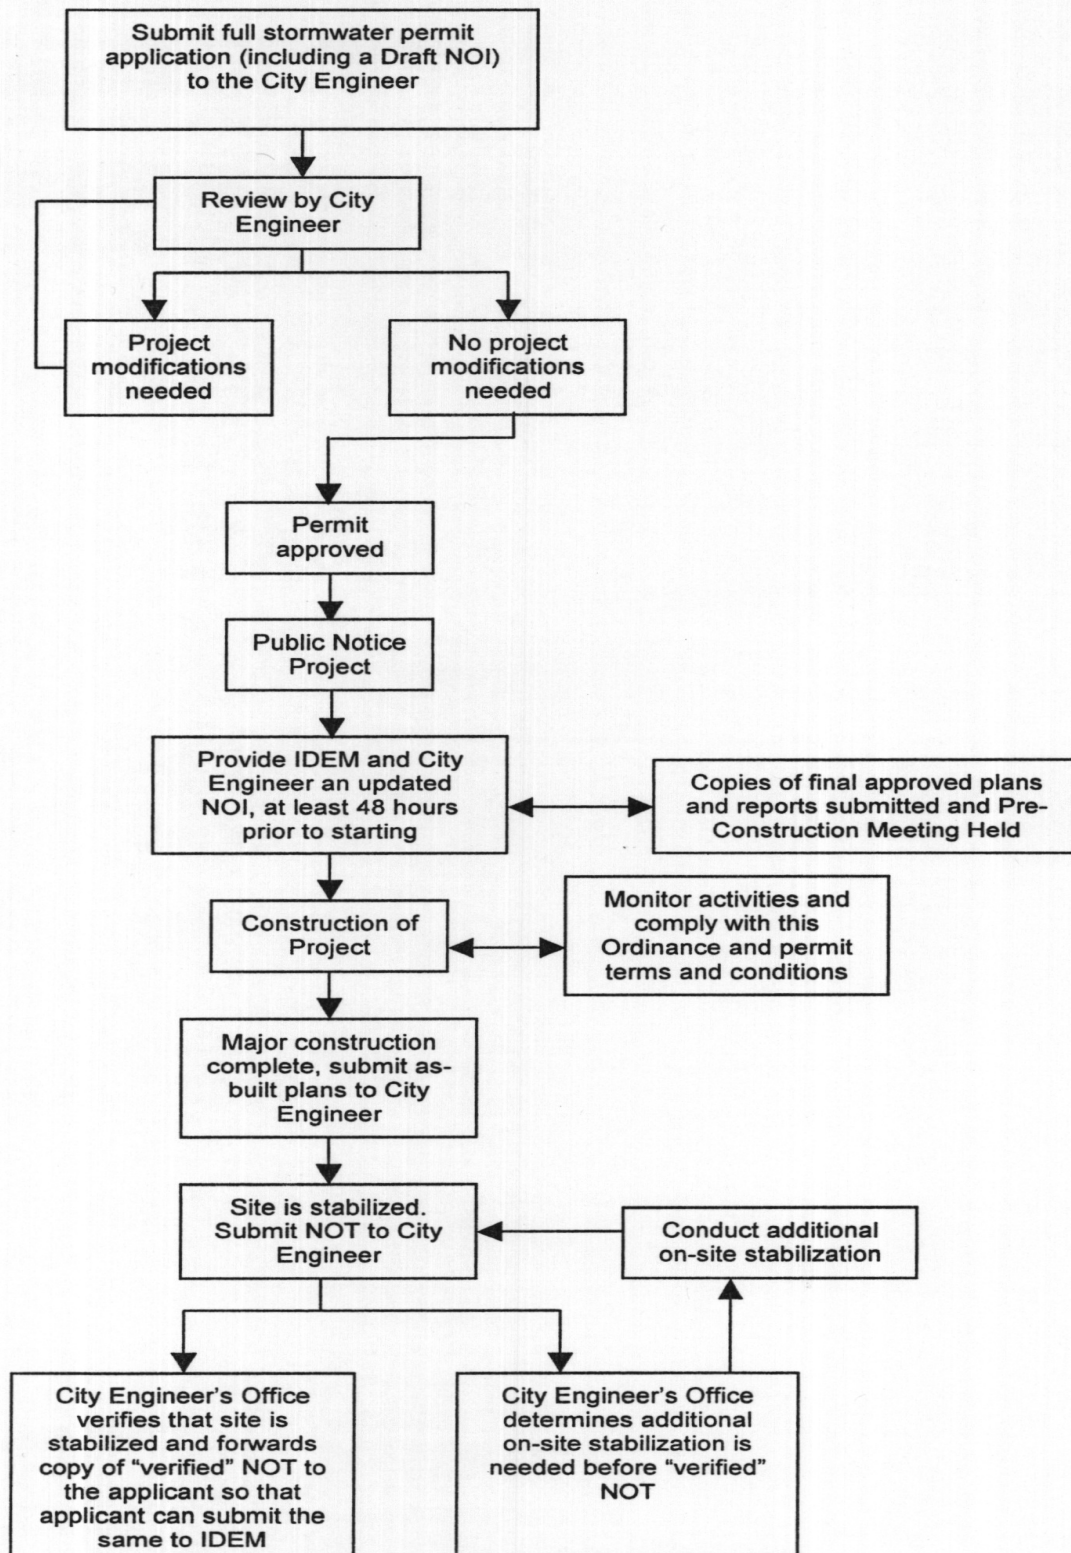 Submit full stormwater permit
application (including a Draft NOI)
to the City Engineer
Review by City
Engineer
Project
modifications
needed
No project
modifications
needed
Permit
approved
Public Notice
Project
Provide IDEM and City
Engineer an updated
NOI, at least 48 hours
prior to starting
Copies of final approved plans
and reports submitted and Pre-
Construction Meeting Held
Construction of
Project
Monitor activities and
comply with this
Ordinance and permit
terms and conditions
Major construction
complete, submit as-
built plans to City
Engineer
Site is stabilized.
Submit NOT to City
Engineer
Conduct additional
on-site stabilization
City Engineer’s Office
verifies that site is
stabilized and forwards
copy of “verified” NOT to
the applicant so that
applicant can submit the
same to IDEM
City Engineer’s Office
determines additional
on-site stabilization is
needed before “verified”
NOT